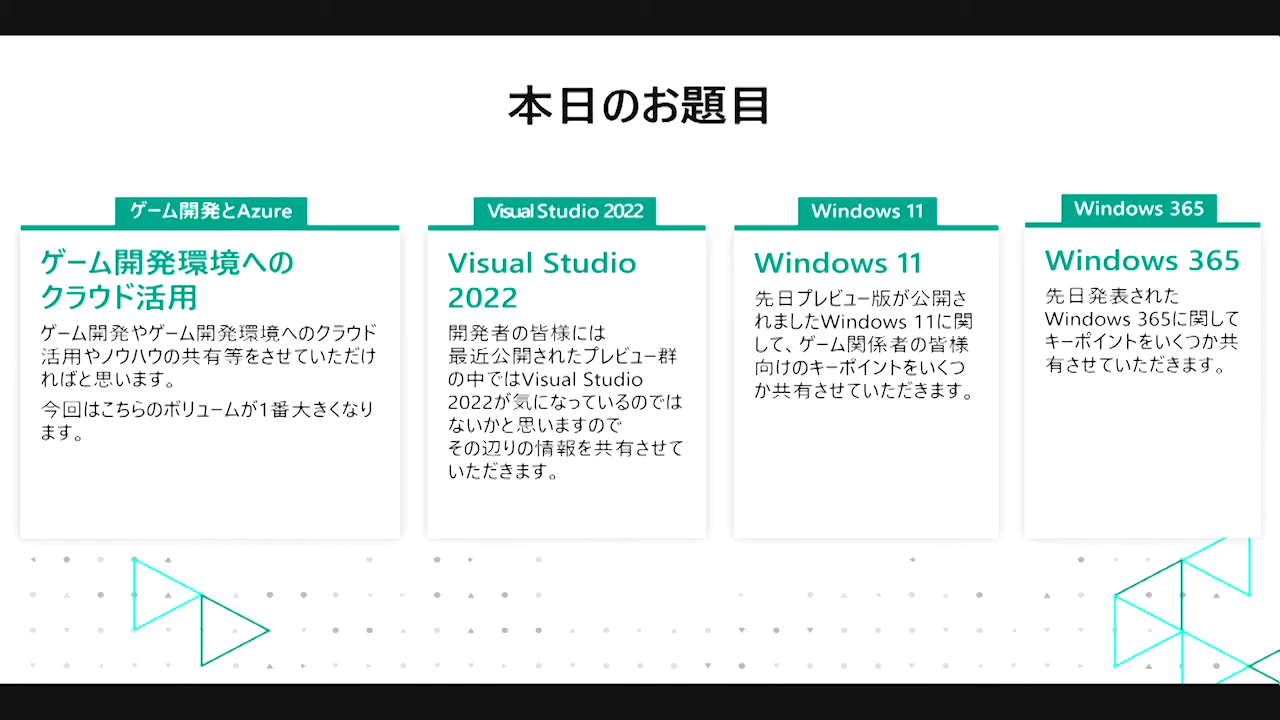 本日のお題目
ゲーム開発とAzure
ゲーム開発環境への
クラウド活用
ゲーム開発やゲーム開発環境へのクラウド
活用やノウハウの共有等をさせていただけ
ればと思います。
今回はこちらのボリュームが1番大きくなり
ます。
Visual Studio 2022
Visual Studio
2022
開発者の皆様には
最近公開されたプレビュー群
の中ではVisual Studio
2022が気になっているのでは
ないかと思いますので
その辺りの情報を共有させて
いただきます。
Windows 11
Windows 11
先日プレビュー版が公開さ
れましたWindows 11に関
して、ゲーム関係者の皆様
向けのキーポイントをいくつ
か共有させていただきます。
Windows 365
Windows 365
先日発表された
Windows 365に関して
キーポイントをいくつか共
有させていただきます。